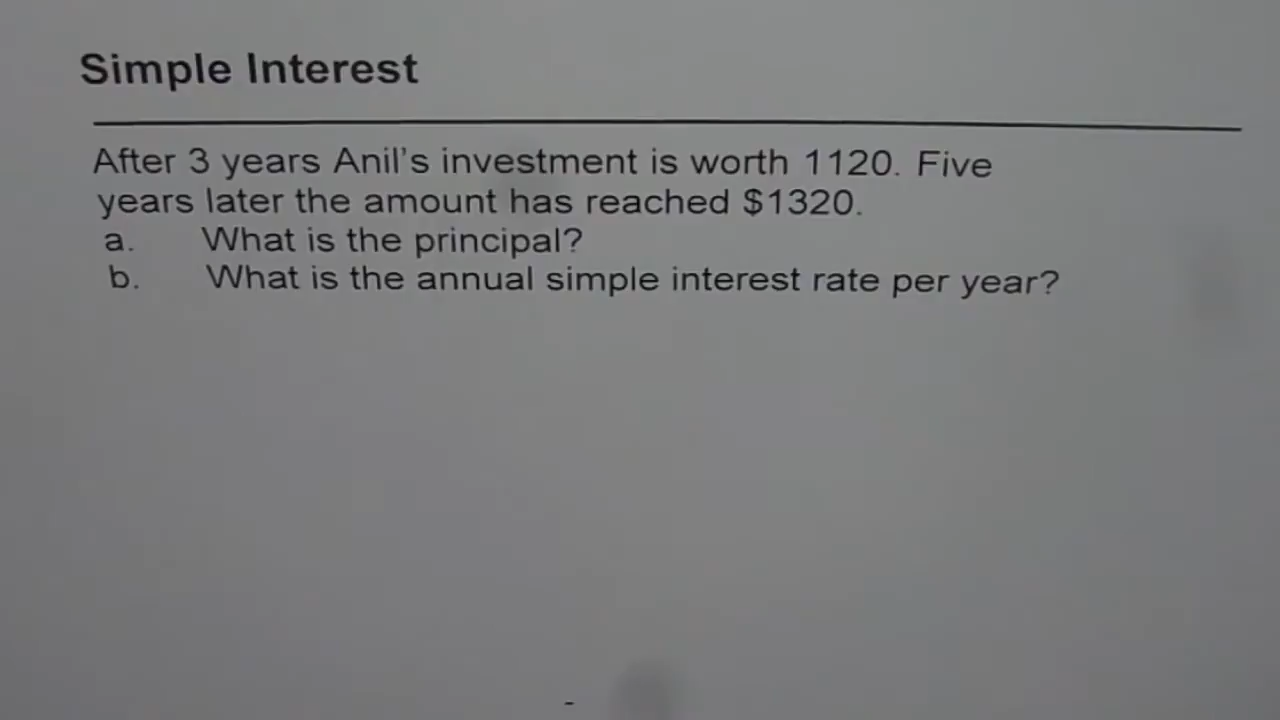 Simple Interest
After 3 years Anil's investment is worth 1120. Five
years later the amount has reached $1320.
a. What is the principal?
b. What is the annual simple interest rate per year?